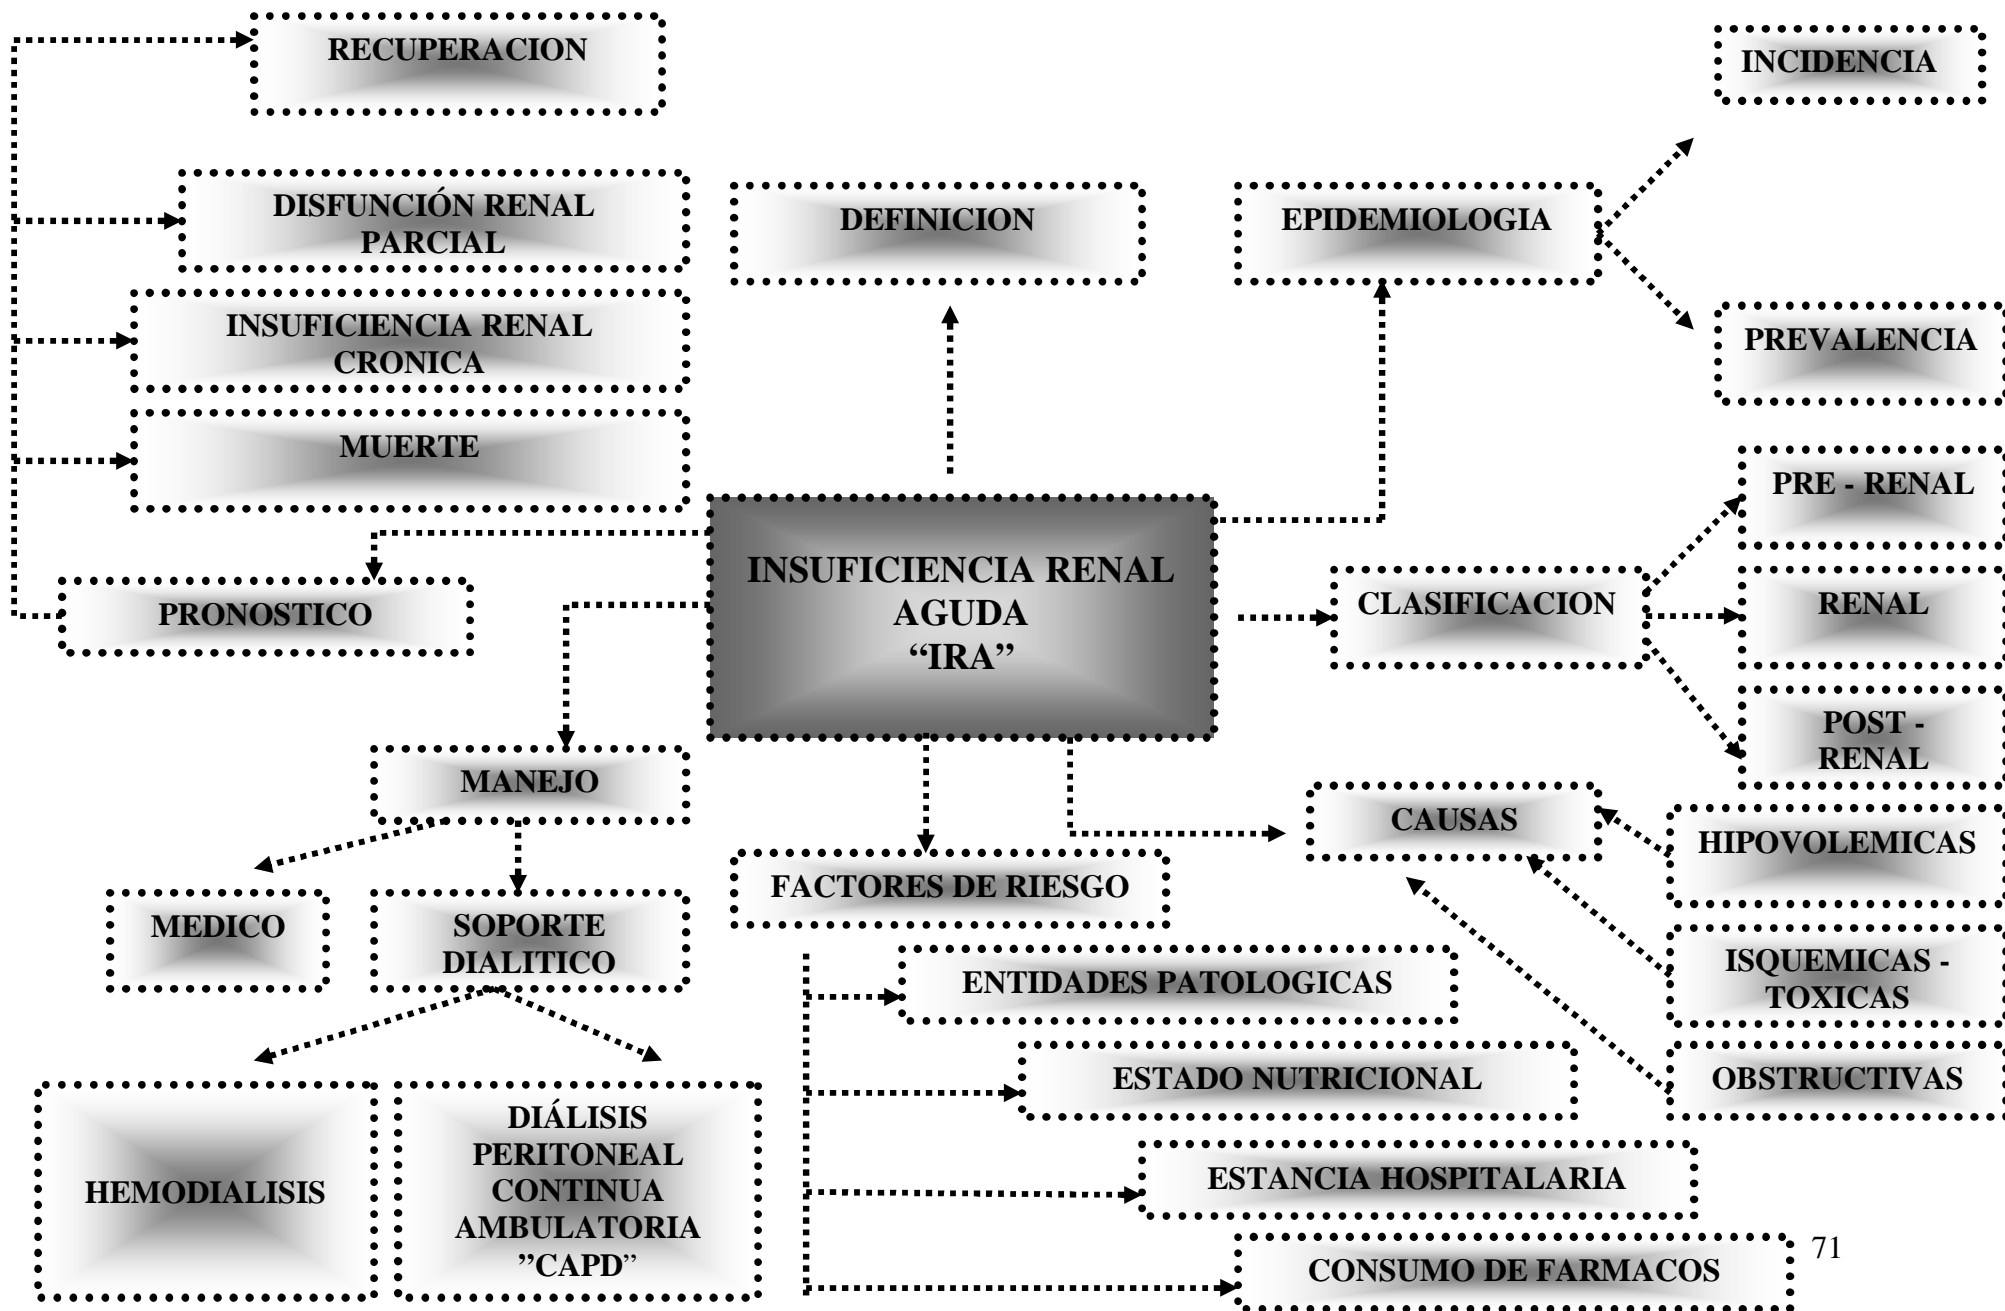 RECUPERACION
INCIDENCIA
DISFUNCIÓN RENAL
PARCIAL
DEFINICION
EPIDEMIOLOGIA
INSUFICIENCIA RENAL
CRONICA
PREVALENCIA
MUERTE
PRE - RENAL
INSUFICIENCIA RENAL
AGUDA
“IRA”
PRONOSTICO
CLASIFICACION
RENAL
POST -
RENAL
MANEJO
CAUSAS
HIPOVOLEMICAS
FACTORES DE RIESGO
MEDICO
SOPORTE
DIALITICO
ISQUEMICAS -
TOXICAS
ENTIDADES PATOLOGICAS
ESTADO NUTRICIONAL
OBSTRUCTIVAS
HEMODIALISIS
DIÁLISIS
PERITONEAL
CONTINUA
AMBULATORIA
”CAPD”
ESTANCIA HOSPITALARIA
CONSUMO DE FARMACOS
71